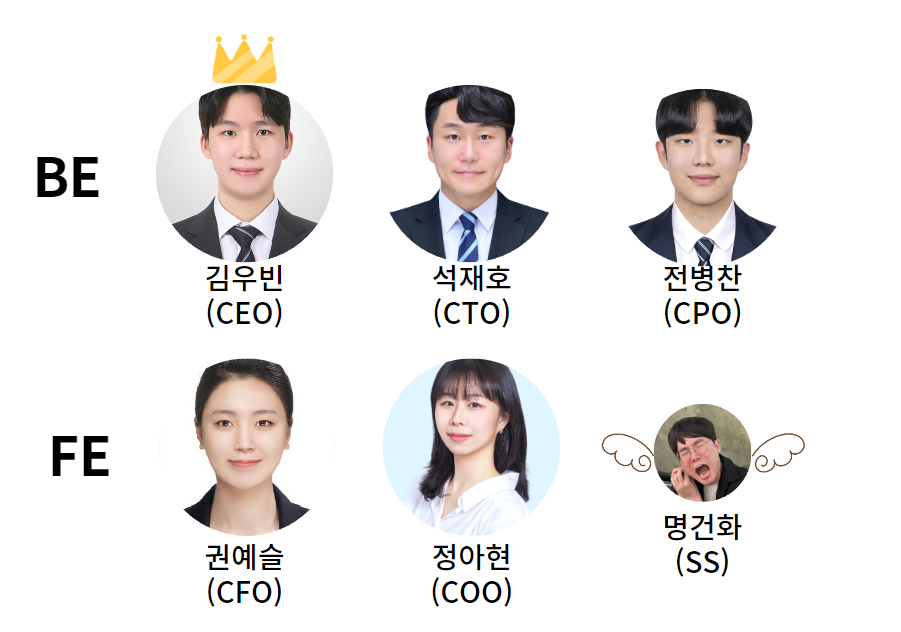 BE
김우빈
(CEO)
석재호
(CTO)
전병찬
(CPO)
FE
권예슬
(CFO)
정아현
(COO)
명건화
(SS)